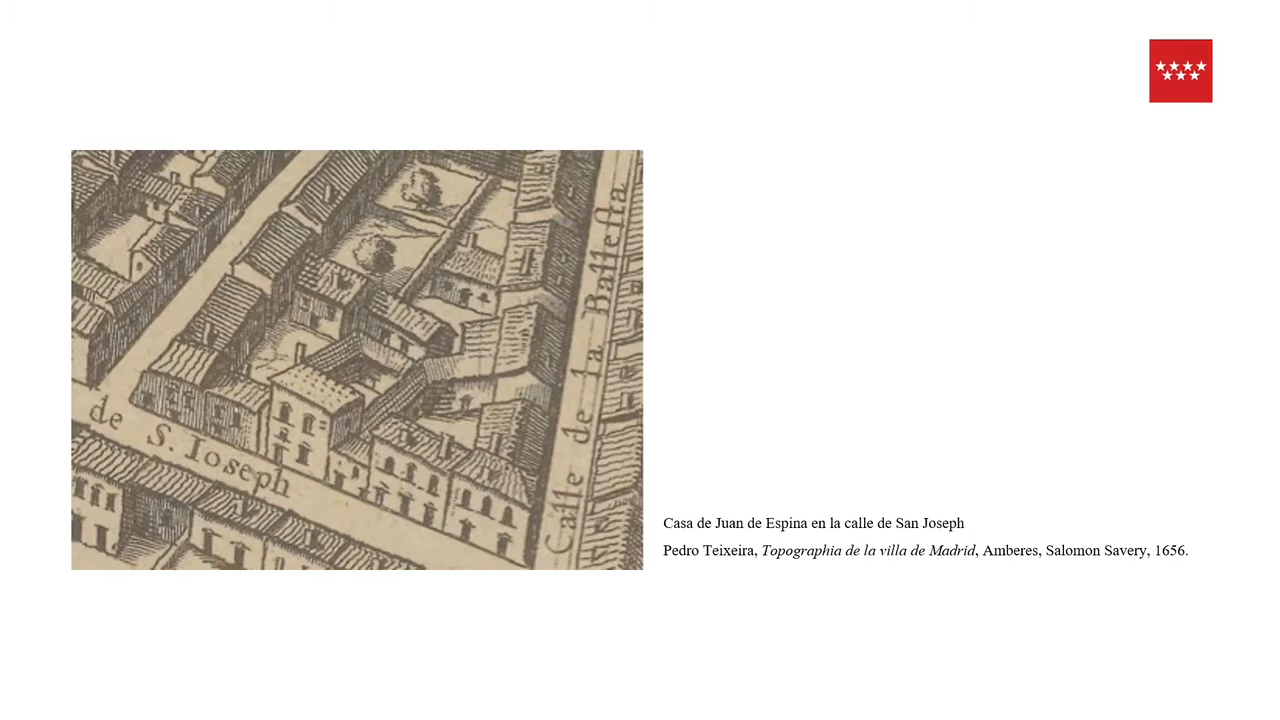 de S. Ioseph
Calle de la Ballesta
Casa de Juan de Espina en la calle de San Joseph
Pedro Teixeira, Topographia de la villa de Madrid, Amberes, Salomon Savery, 1656.